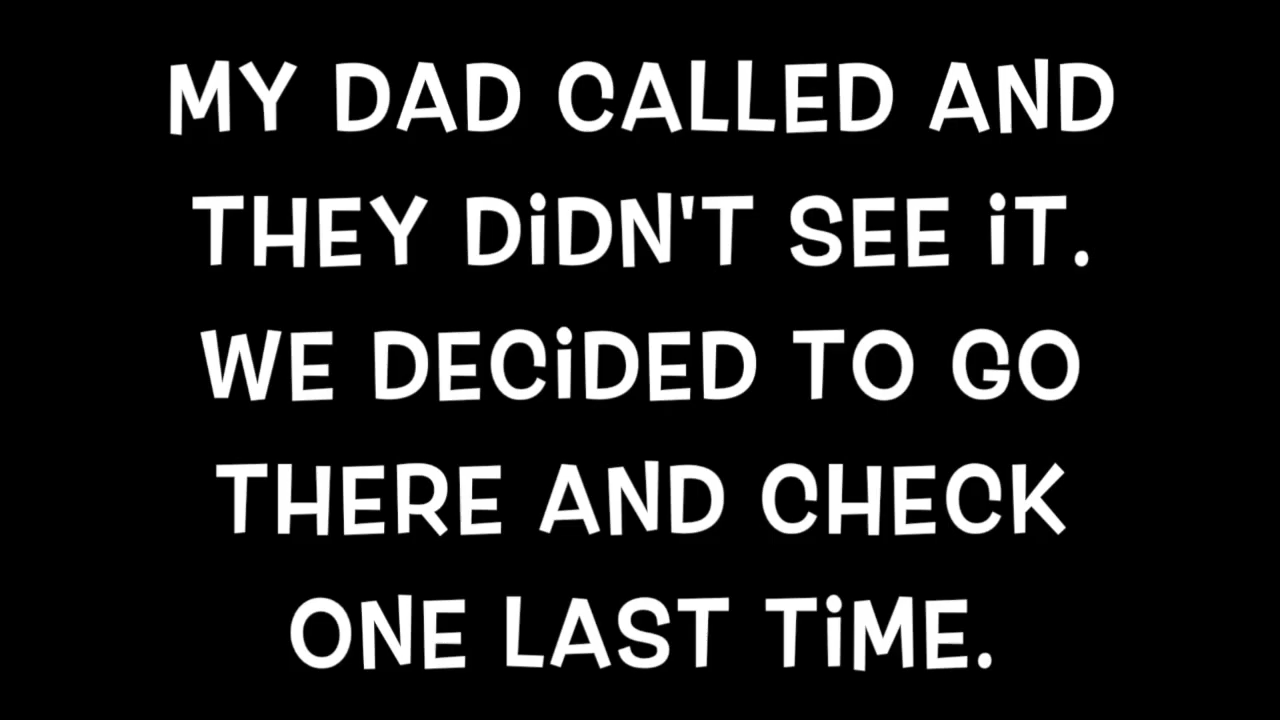 MY DAD CALLED AND
THEY DiDN'T SEE iT.
WE DECiDED TO GO
THERE AND CHECK
ONE LAST TiME.